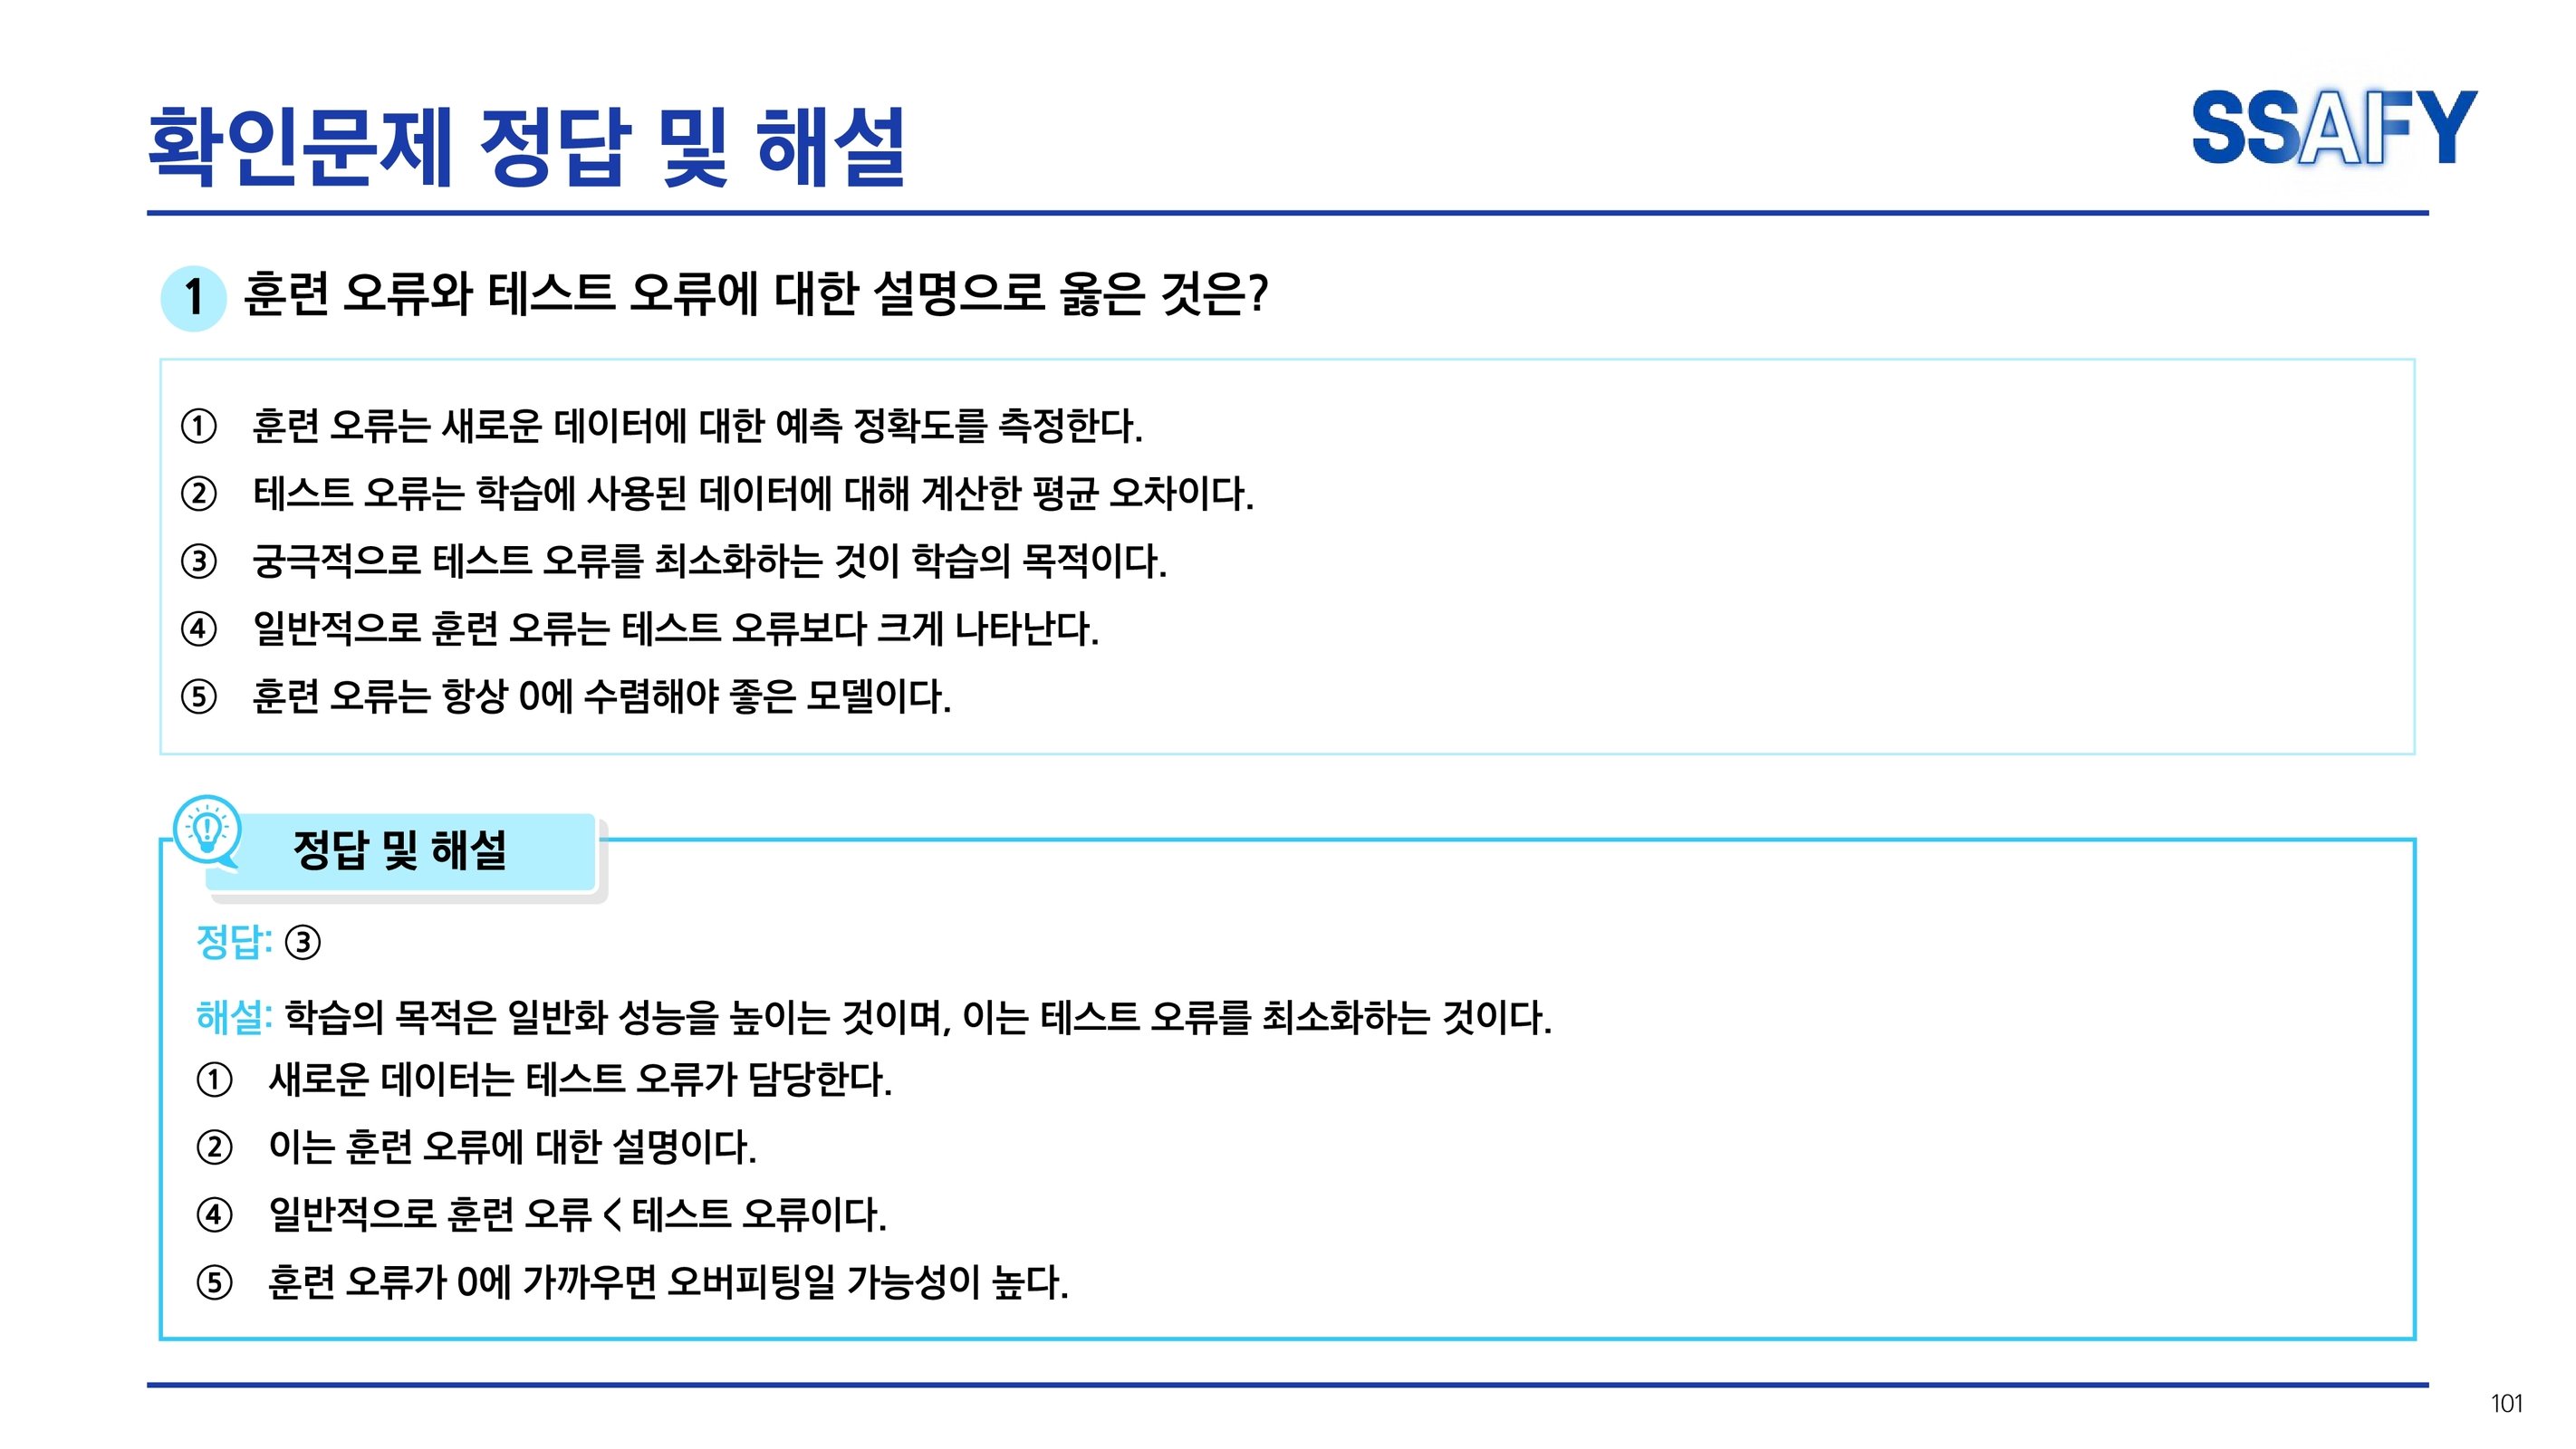 확인문제 정답 및 해설
SSAFY
1 훈련 오류와 테스트 오류에 대한 설명으로 옳은 것은?
① 훈련 오류는 새로운 데이터에 대한 예측 정확도를 측정한다.
② 테스트 오류는 학습에 사용된 데이터에 대해 계산한 평균 오차이다.
③ 궁극적으로 테스트 오류를 최소화하는 것이 학습의 목적이다.
④ 일반적으로 훈련 오류는 테스트 오류보다 크게 나타난다.
⑤ 훈련 오류는 항상 0에 수렴해야 좋은 모델이다.
정답 및 해설
정답: ③
해설: 학습의 목적은 일반화 성능을 높이는 것이며, 이는 테스트 오류를 최소화하는 것이다.
① 새로운 데이터는 테스트 오류가 담당한다.
② 이는 훈련 오류에 대한 설명이다.
④ 일반적으로 훈련 오류 < 테스트 오류이다.
⑤ 훈련 오류가 0에 가까우면 오버피팅일 가능성이 높다.
101